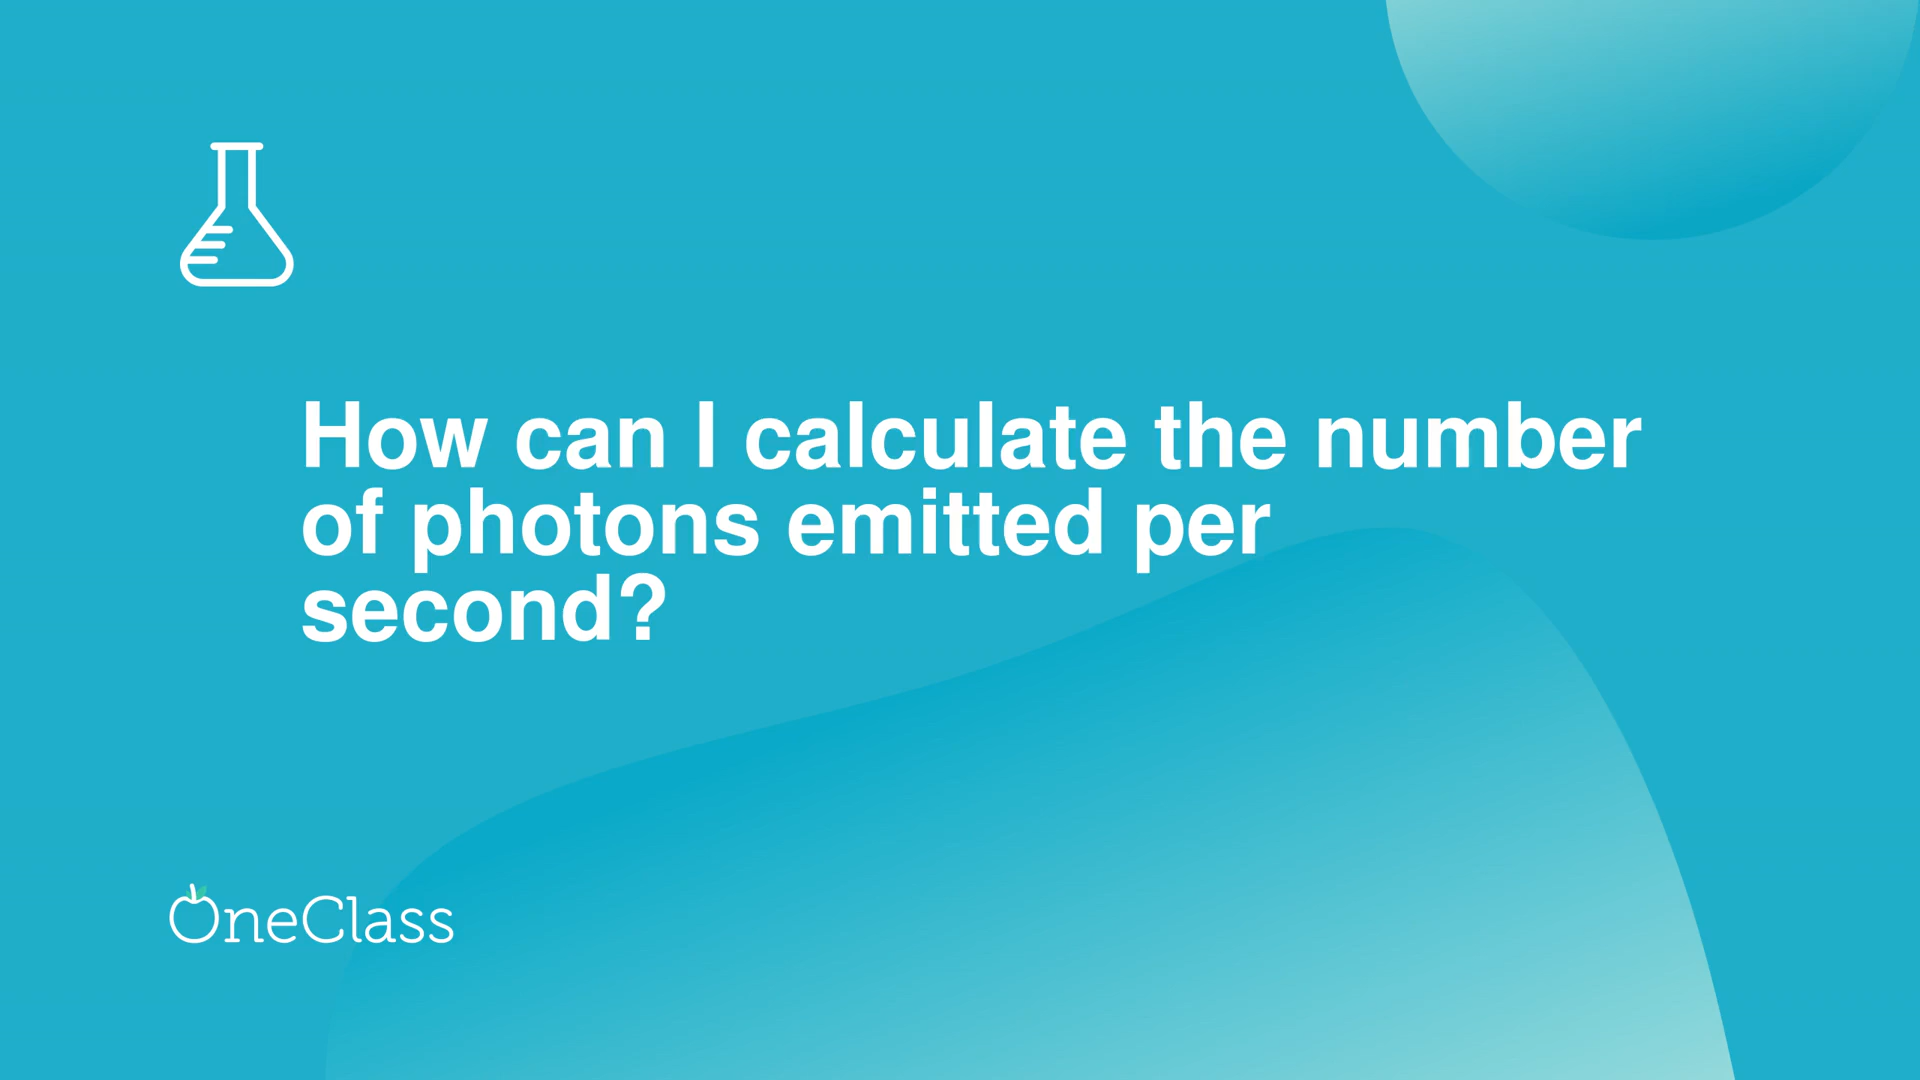 How can I calculate the number
of photons emitted per
second?
OneClass